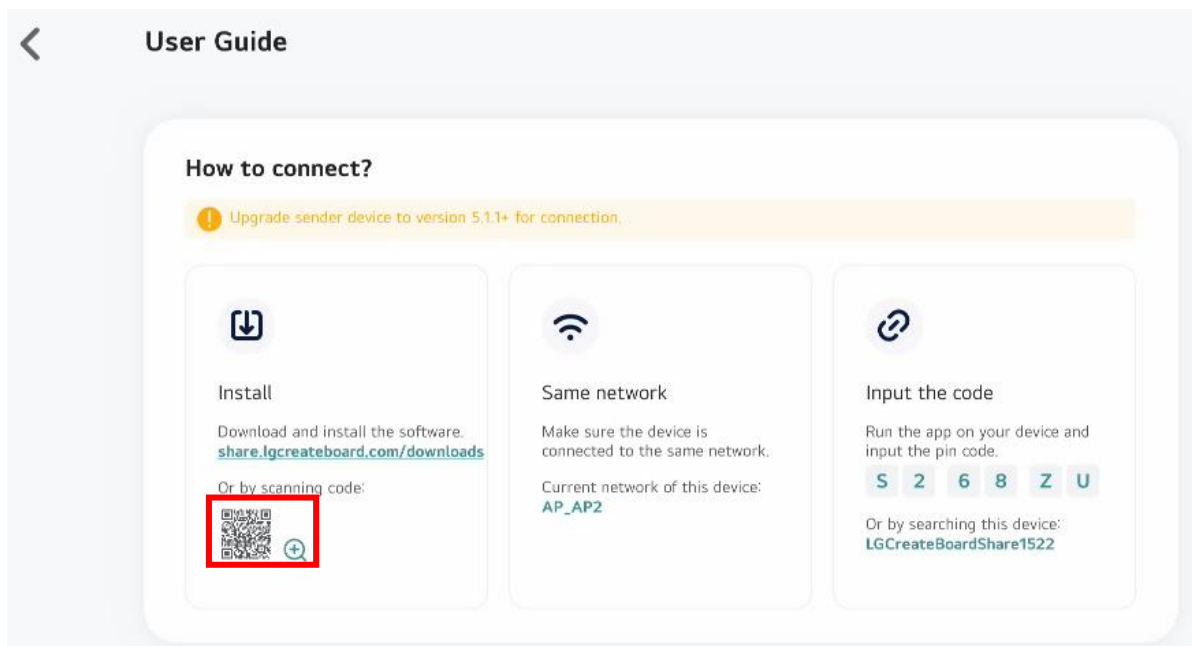 User Guide
How to connect?
Upgrade sender device to version 5.1.1+ for connection.
Install
Download and install the software.
share.lgcreateboard.com/downloads
Or by scanning code:
Same network
Make sure the device is
connected to the same network.
Current network of this device:
AP_AP2
Input the code
Run the app on your device and
input the pin code.
S 2 6 8 Z U
Or by searching this device:
LGCreateBoardShare1522